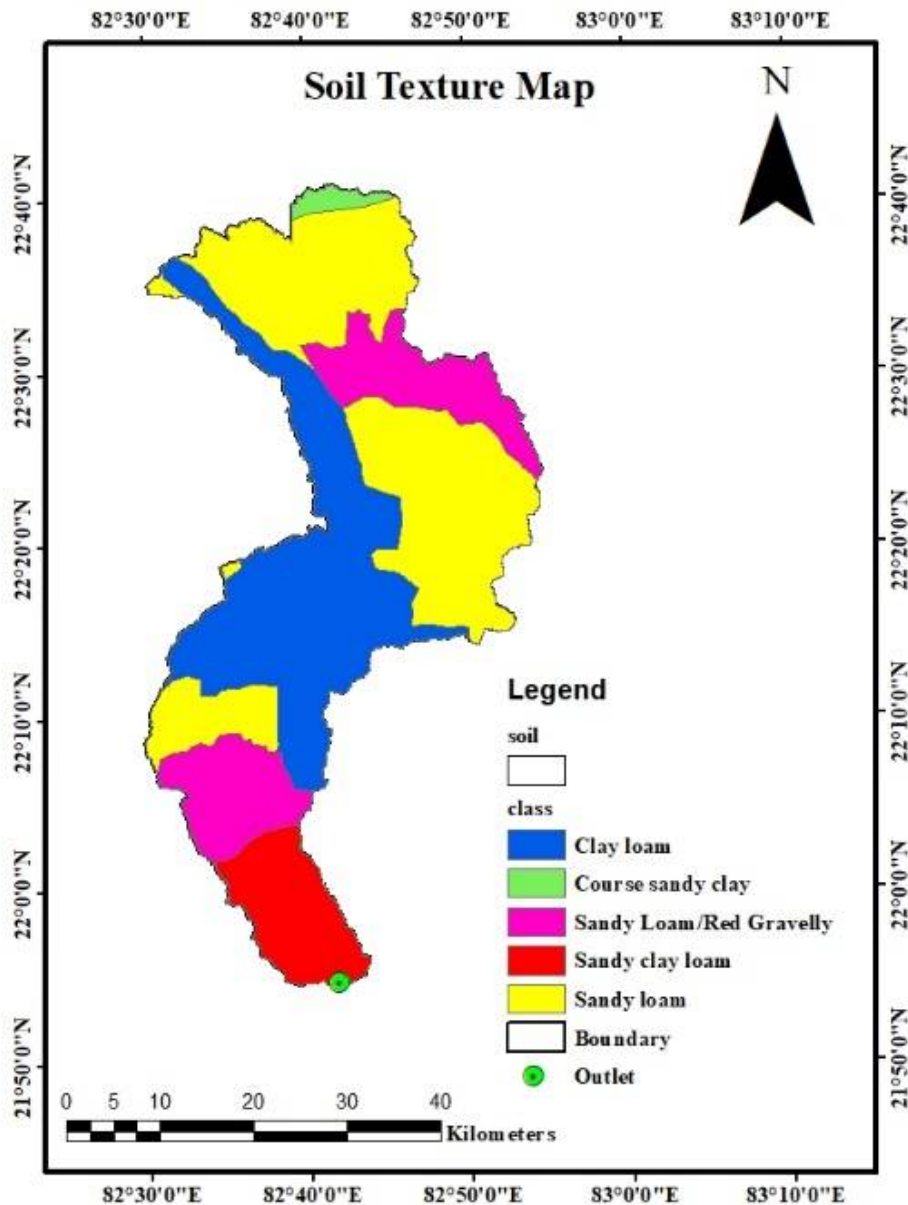 82°30'0"E 82°40'0"E 82°50'0"E 83°0'0"E 83°10'0"E
Soil Texture Map
N
22°40'0"N 22°40'0"N
22°30'0"N 22°30'0"N
22°20'0"N 22°20'0"N
22°10'0"N 22°10'0"N
22°0'0"N 22°0'0"N
21°50'0"N 21°50'0"N
Legend
soil
class
Clay loam
Course sandy clay
Sandy Loam/Red Gravelly
Sandy clay loam
Sandy loam
Boundary
Outlet
0 5 10 20 30 40
Kilometers
82°30'0"E 82°40'0"E 82°50'0"E 83°0'0"E 83°10'0"E